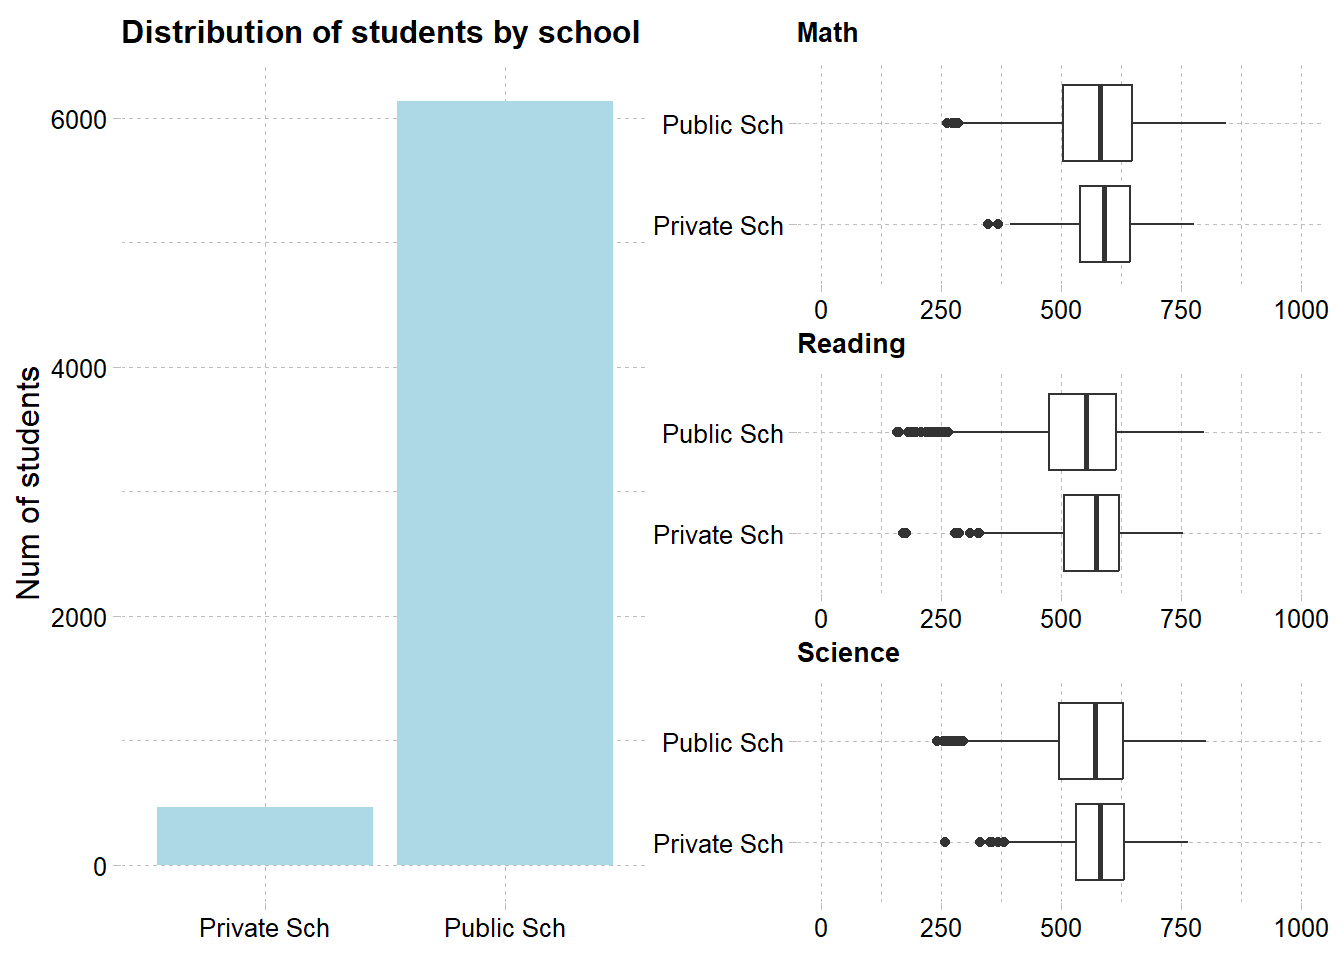 Distribution of students by school
Num of students
6000
4000
2000
0
Private Sch
Public Sch
Math
Public Sch
Private Sch
0 250 500 750 1000
Reading
Public Sch
Private Sch
0 250 500 750 1000
Science
Public Sch
Private Sch
0 250 500 750 1000